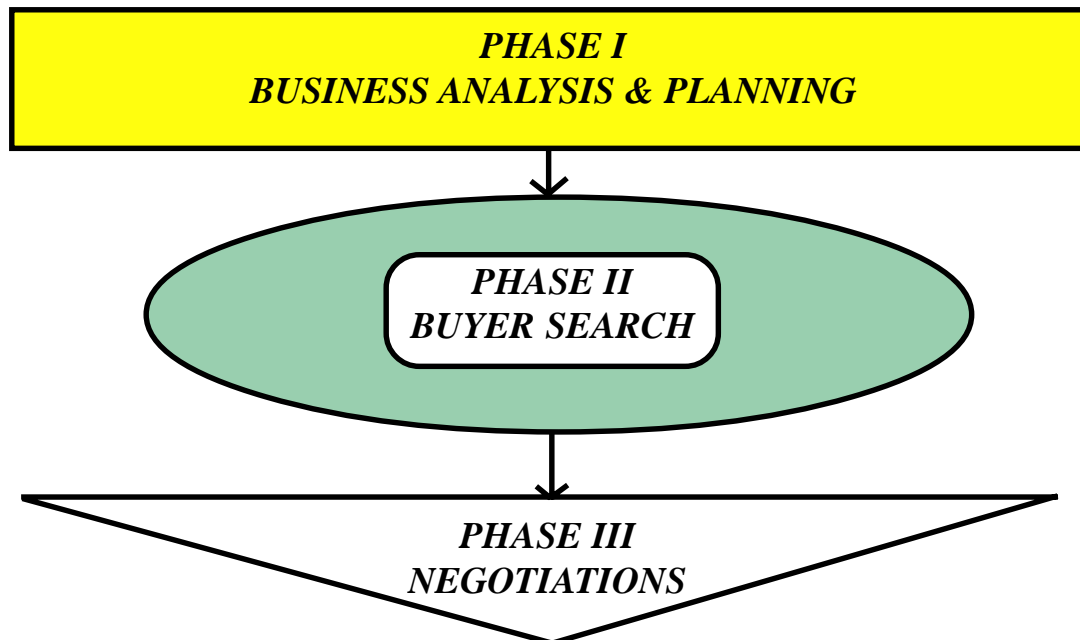 PHASE I
BUSINESS ANALYSIS & PLANNING
PHASE II
BUYER SEARCH
PHASE III
NEGOTIATIONS